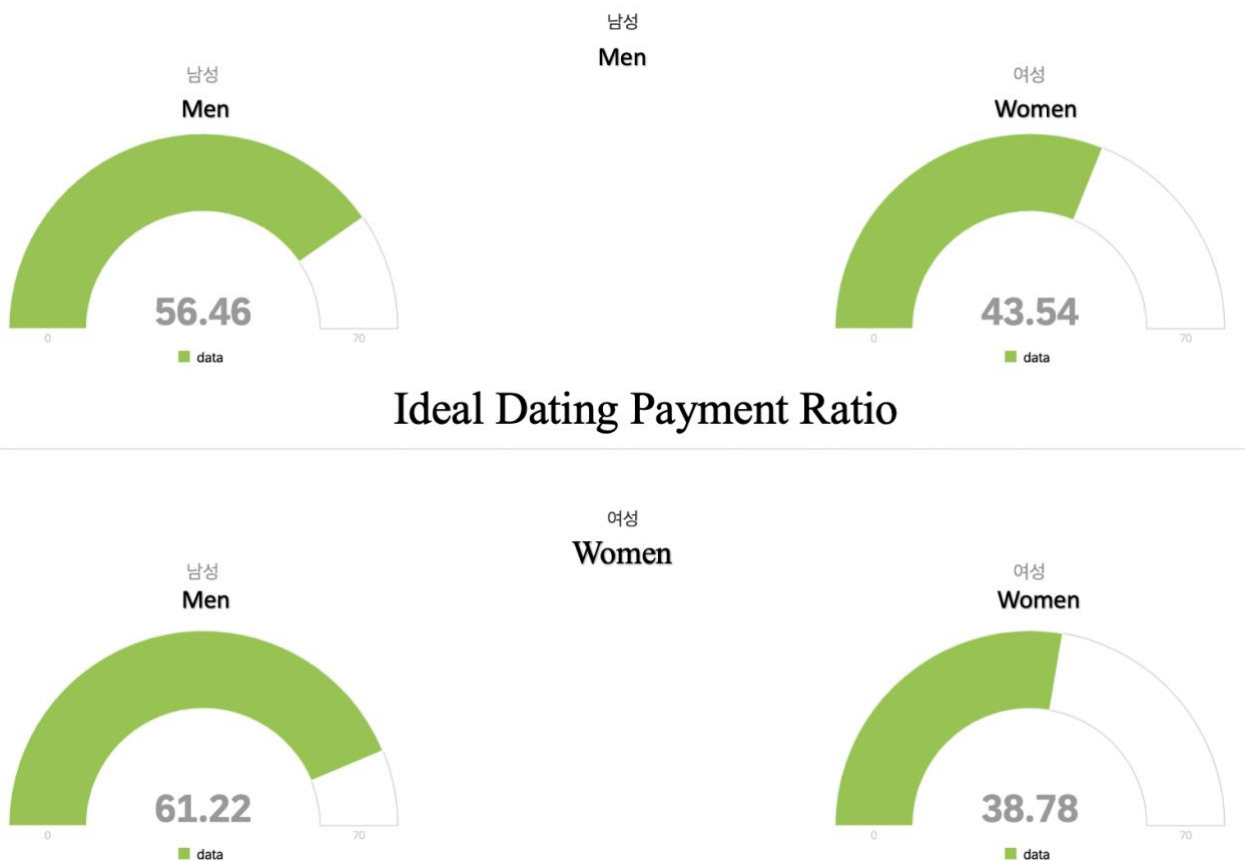 남성
Men
남성
Men
여성
Women
56.46
0
70
data
43.54
0
70
data
Ideal Dating Payment Ratio
여성
Women
남성
Men
여성
Women
61.22
0
70
data
38.78
0
70
data